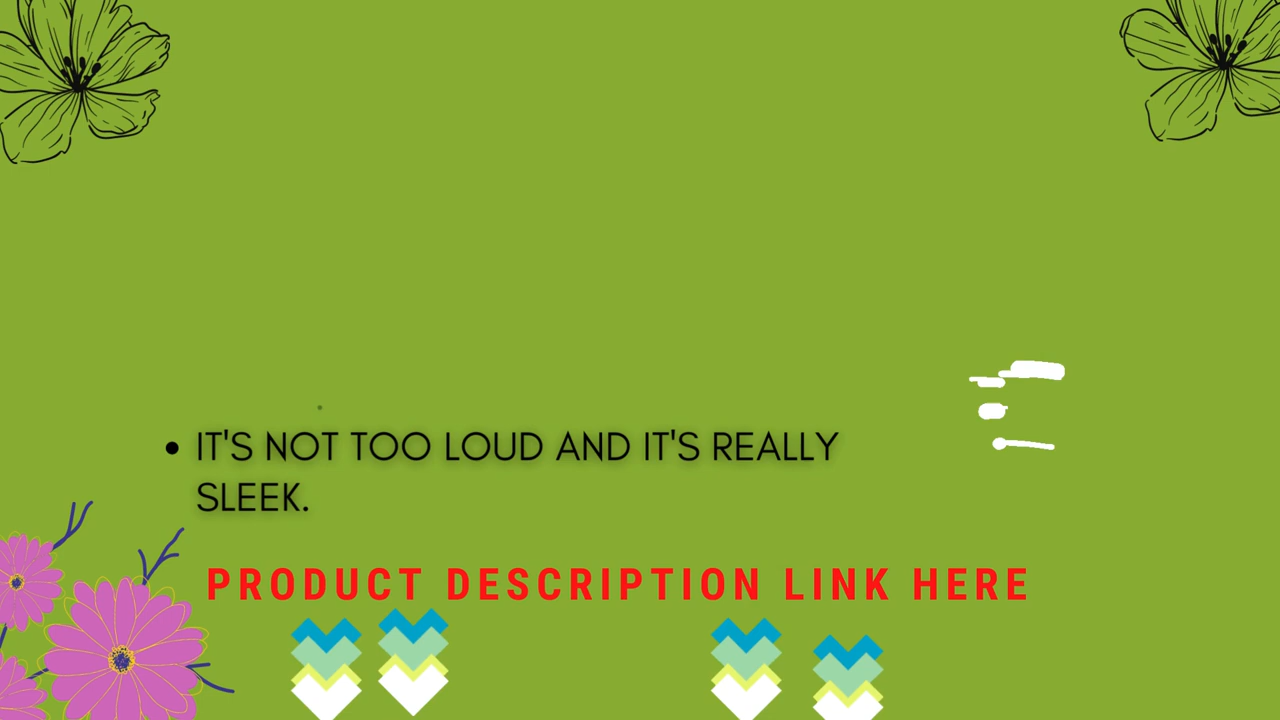 • IT'S NOT TOO LOUD AND IT'S REALLY
SLEEK.
PRODUCT DESCRIPTION LINK HERE